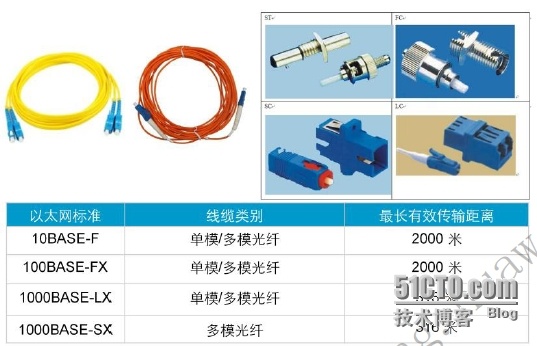 ST
FC
SC
LC
以太网标准 线缆类别 最长有效传输距离
10BASE-F 单模/多模光纤 2000 米
100BASE-FX 单模/多模光纤 2000 米
1000BASE-LX 单模/多模光纤
1000BASE-SX 多模光纤 米
51CTO.com
技术博客 Blog